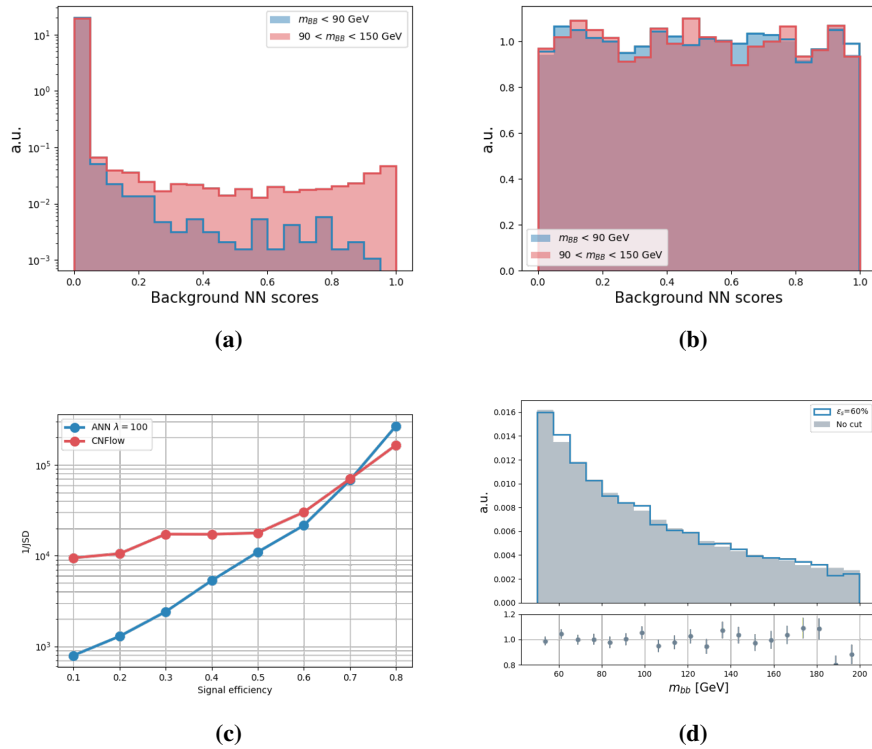 10¹
10⁰
10⁻¹
10⁻²
10⁻³
a.u.
m_BB < 90 GeV
90 < m_BB < 150 GeV
0.0 0.2 0.4 0.6 0.8 1.0
Background NN scores
(a)
1.0
0.8
0.6
0.4
0.2
0.0
a.u.
m_BB < 90 GeV
90 < m_BB < 150 GeV
0.0 0.2 0.4 0.6 0.8 1.0
Background NN scores
(b)
ANN λ = 100
CNFlow
10⁵
10⁴
10³
1/JSD
0.1 0.2 0.3 0.4 0.5 0.6 0.7 0.8
Signal efficiency
(c)
ε_s=60%
No cut
0.016
0.014
0.012
0.010
0.008
0.006
0.004
0.002
0.000
a.u.
1.2
1.0
0.8
60 80 100 120 140 160 180 200
m_bb [GeV]
(d)